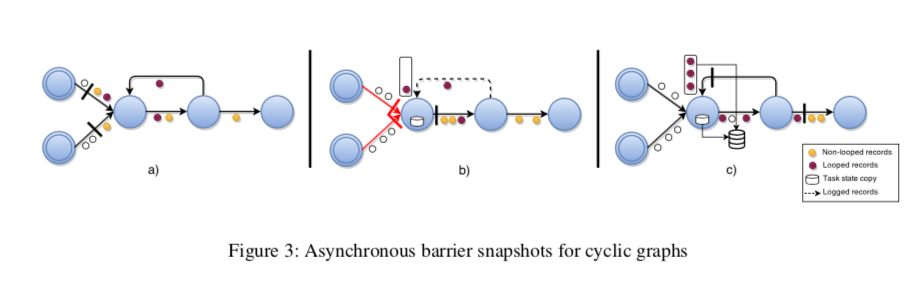 a)
b)
c)
Non-looped records
Looped records
Task state copy
Logged records
Figure 3: Asynchronous barrier snapshots for cyclic graphs